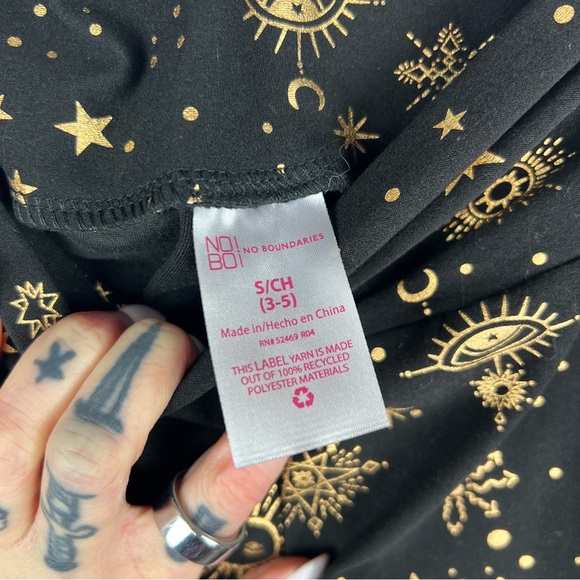 NO!
BO!
NO BOUNDARIES
S/CH
(3-5)
Made in/Hecho en China
RN# 52469 R04
THIS LABEL YARN IS MADE
OUT OF 100% RECYCLED
POLYESTER MATERIALS